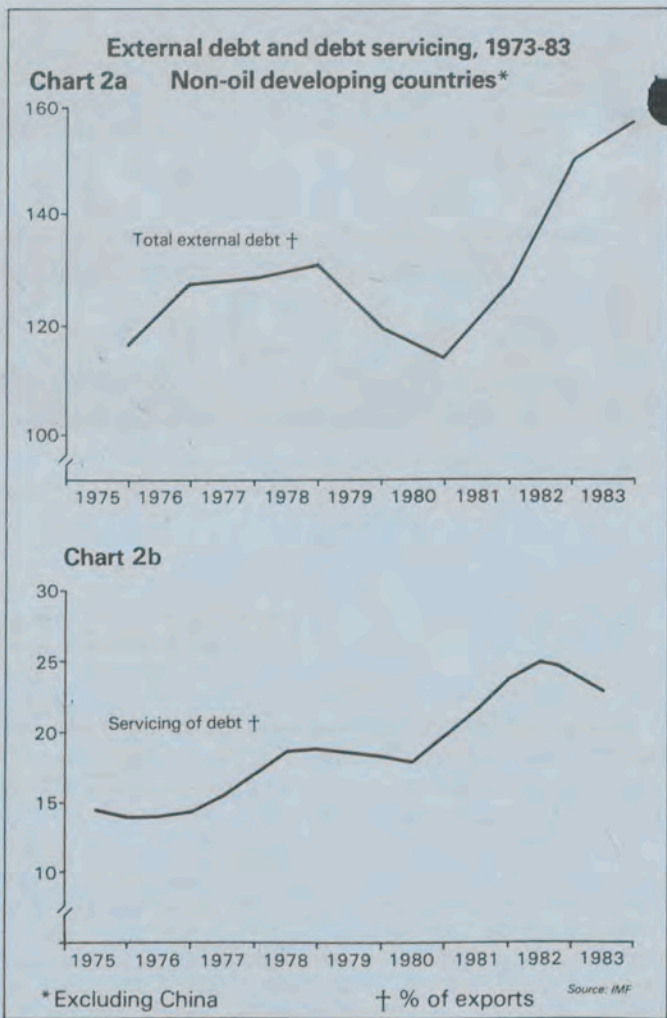 External debt and debt servicing, 1973-83
Chart 2a Non-oil developing countries*
160
140
Total external debt †
120
100
1975 1976 1977 1978 1979 1980 1981 1982 1983
Chart 2b
30
25
Servicing of debt †
20
15
10
1975 1976 1977 1978 1979 1980 1981 1982 1983
*Excluding China † % of exports Source: IMF